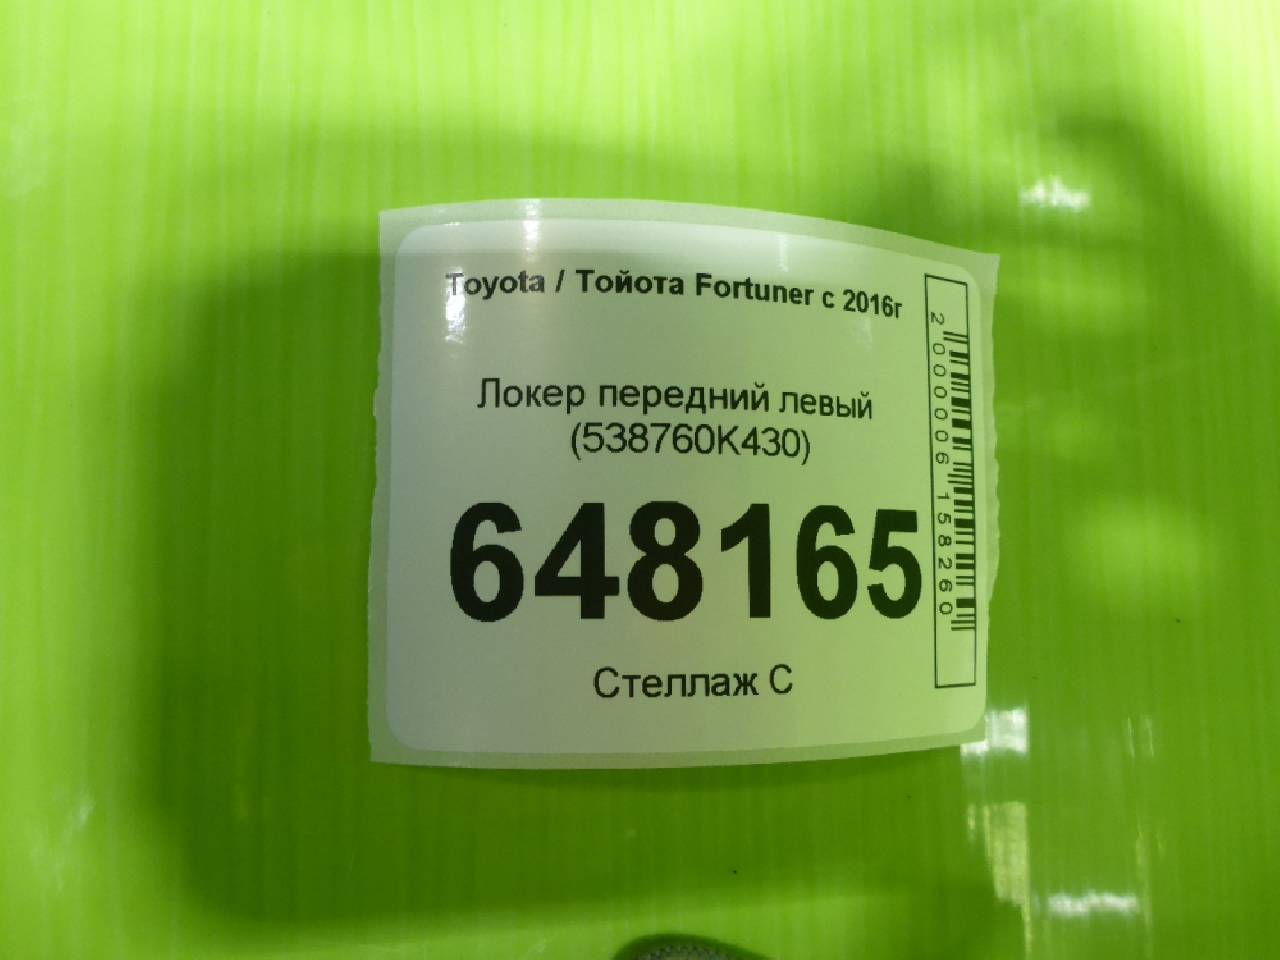 Toyota / Тойота Fortuner с 2016г
Локер передний левый
(538760K430)
648165
Стеллаж С
2000006158260